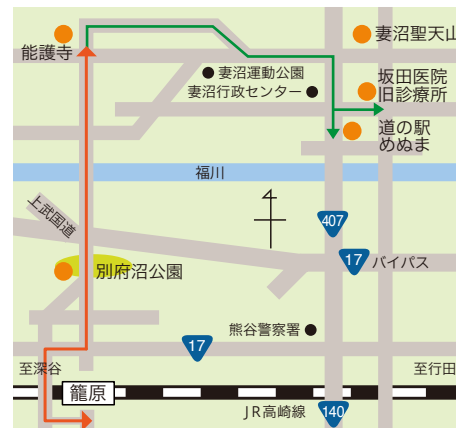 能護寺
妻沼聖天山
妻沼運動公園
妻沼行政センター
坂田医院
旧診療所
道の駅
めぬま
福川
上武国道
407
17
バイパス
別府沼公園
熊谷警察署
17
至深谷
至行田
籠原
JR高崎線
140